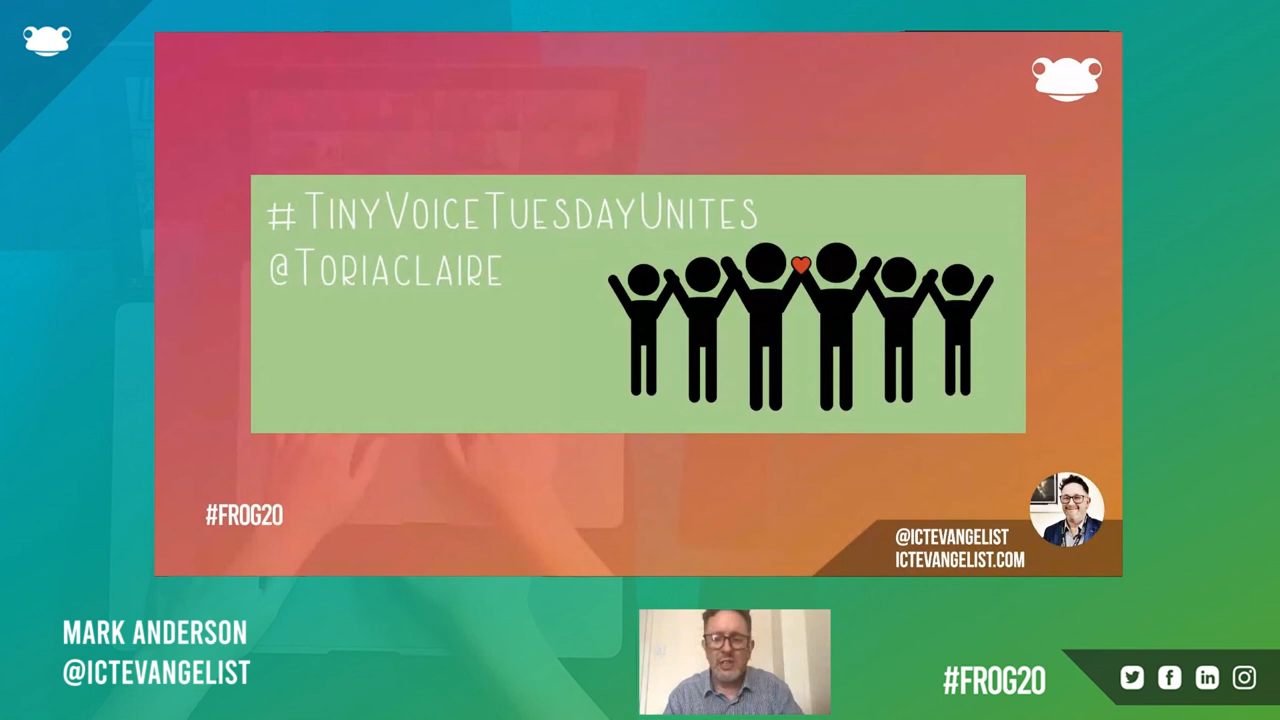 #TINYVOICETUESDAYUNITES
@TORIACLAIRE
#FROG20
@ICTEVANGELIST
ICTEVANGELIST.COM
MARK ANDERSON
@ICTEVANGELIST
#FROG20